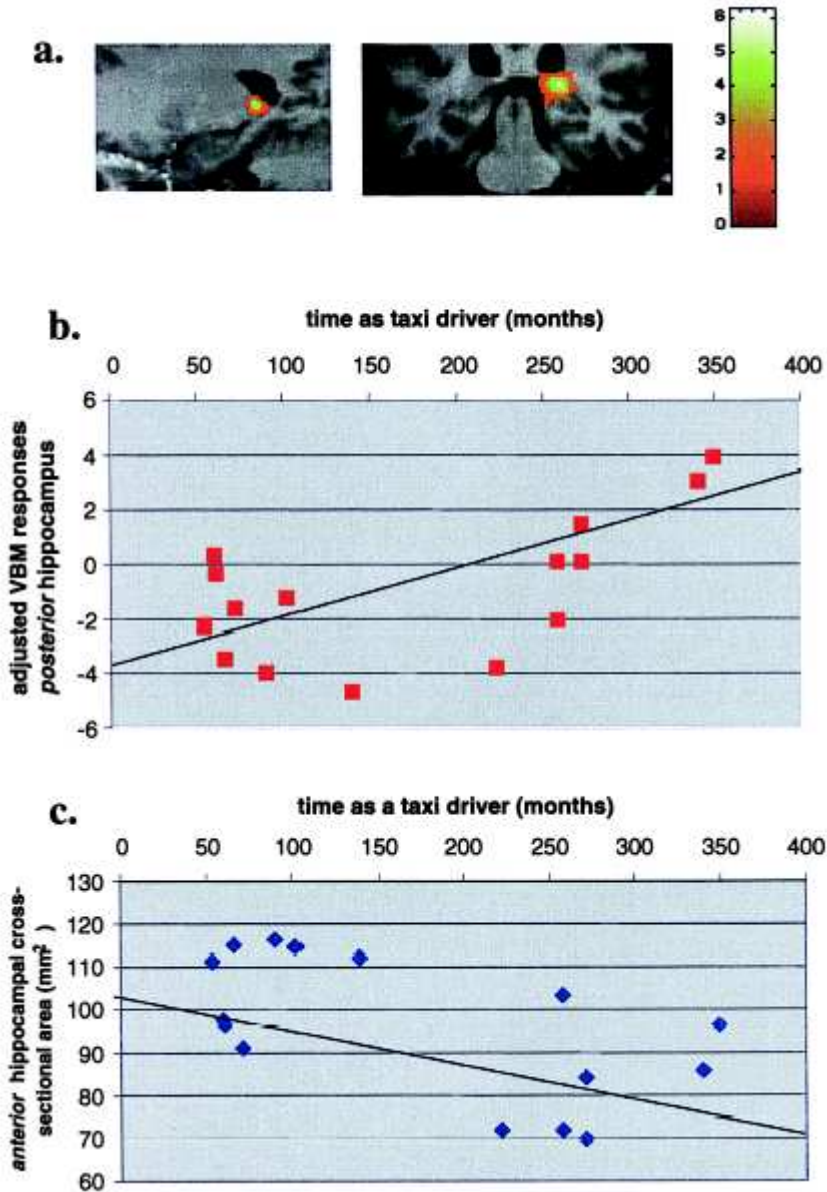 a.
6
5
4
3
2
1
0
b.
time as taxi driver (months)
0 50 100 150 200 250 300 350 400
adjusted VBM responses
posterior hippocampus
6
4
2
0
-2
-4
-6
c.
time as a taxi driver (months)
0 50 100 150 200 250 300 350 400
anterior hippocampal cross-
sectional area (mm² )
130
120
110
100
90
80
70
60